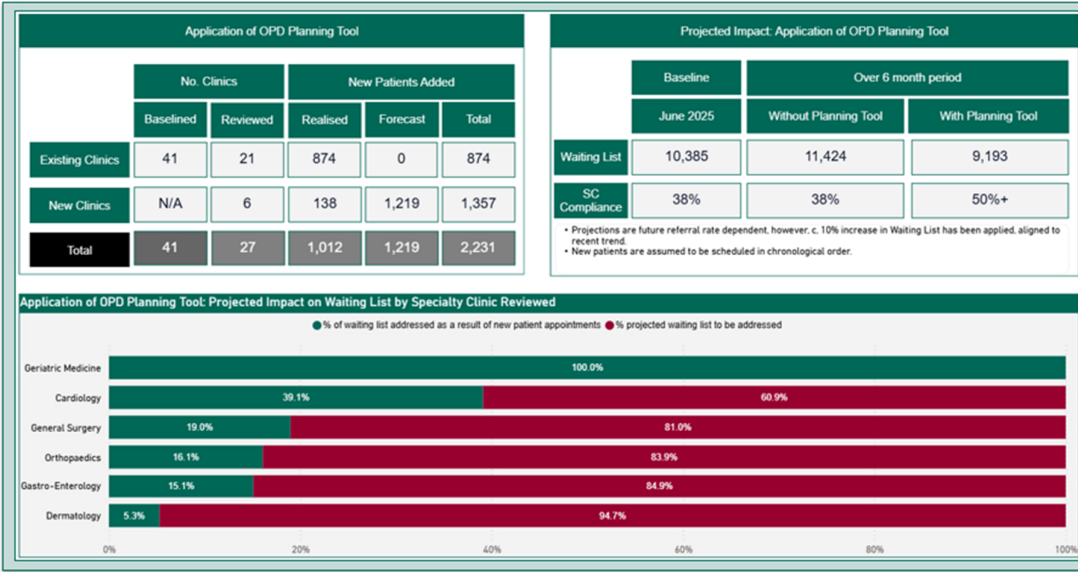 Application of OPD Planning Tool
No. Clinics New Patients Added
Baselined Reviewed Realised Forecast Total
Existing Clinics 41 21 874 0 874
New Clinics N/A 6 138 1,219 1,357
Total 41 27 1,012 1,219 2,231
Projected Impact: Application of OPD Planning Tool
Baseline Over 6 month period
June 2025 Without Planning Tool With Planning Tool
Waiting List 10,385 11,424 9,193
SC
Compliance 38% 38% 50%+
• Projections are future referral rate dependent, however, c. 10% increase in Waiting List has been applied, aligned to
recent trend.
• New patients are assumed to be scheduled in chronological order.
Application of OPD Planning Tool: Projected Impact on Waiting List by Specialty Clinic Reviewed
% of waiting list addressed as a result of new patient appointments % projected waiting list to be addressed
Geriatric Medicine 100.0%
Cardiology 39.1% 60.9%
General Surgery 19.0% 81.0%
Orthopaedics 16.1% 83.9%
Gastro-Enterology 15.1% 84.9%
Dermatology 5.3% 94.7%
0% 20% 40% 60% 80% 100%